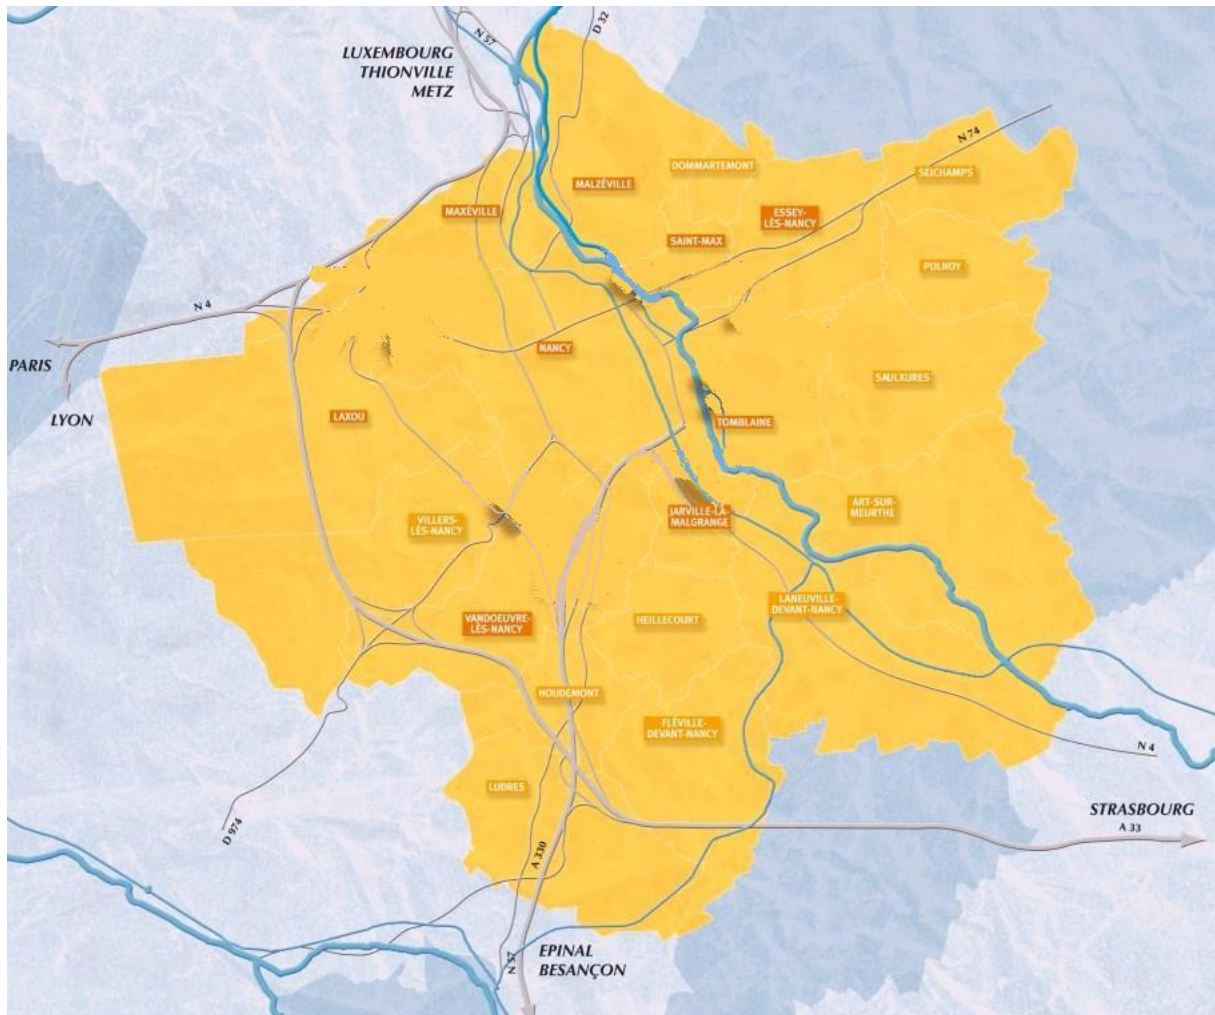 N 57
D 32
LUXEMBOURG
THIONVILLE
METZ
N 74
DOMMARTEMONT
SEICHAMPS
MALZÉVILLE
MAXÉVILLE
ESSEY-
LÈS-NANCY
SAINT-MAX
PULNOY
N 4
NANCY
PARIS
LYON
SAULXURES
LAXOU
TOMBLAINE
ART-SUR-
MEURTHE
JARVILLE-LA-
MALGRANGE
VILLERS-
LÈS-NANCY
LANEUVILLE-
DEVANT-NANCY
VANDOEUVRE-
LÈS-NANCY
HEILLECOURT
HOUDEMONT
FLÉVILLE-
DEVANT-NANCY
N 4
LUDRES
STRASBOURG
A 33
D 974
A 330
EPINAL
BESANÇON
N 57